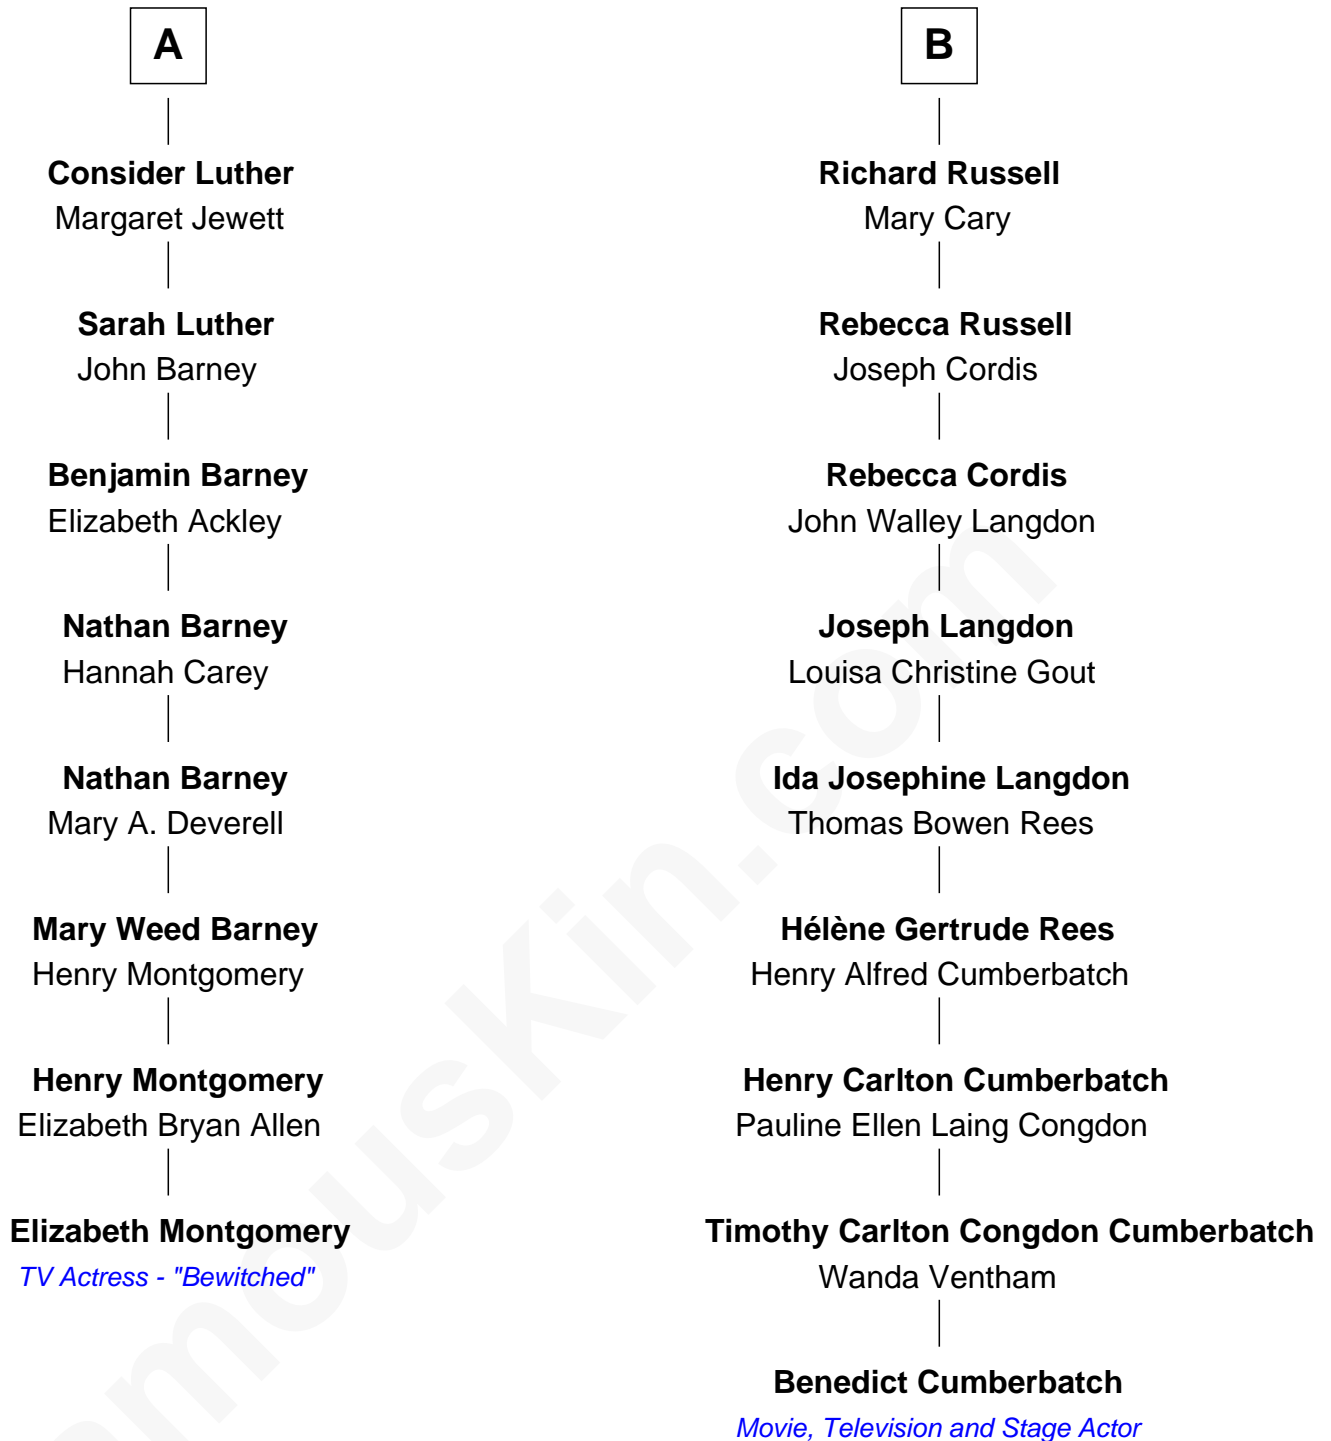 A
Consider Luther
Margaret Jewett
Sarah Luther
John Barney
Benjamin Barney
Elizabeth Ackley
Nathan Barney
Hannah Carey
Nathan Barney
Mary A. Deverell
Mary Weed Barney
Henry Montgomery
Henry Montgomery
Elizabeth Bryan Allen
Elizabeth Montgomery
TV Actress - "Bewitched"
B
Richard Russell
Mary Cary
Rebecca Russell
Joseph Cordis
Rebecca Cordis
John Walley Langdon
Joseph Langdon
Louisa Christine Gout
Ida Josephine Langdon
Thomas Bowen Rees
Hélène Gertrude Rees
Henry Alfred Cumberbatch
Henry Carlton Cumberbatch
Pauline Ellen Laing Congdon
Timothy Carlton Congdon Cumberbatch
Wanda Ventham
Benedict Cumberbatch
Movie, Television and Stage Actor
amousKin.com